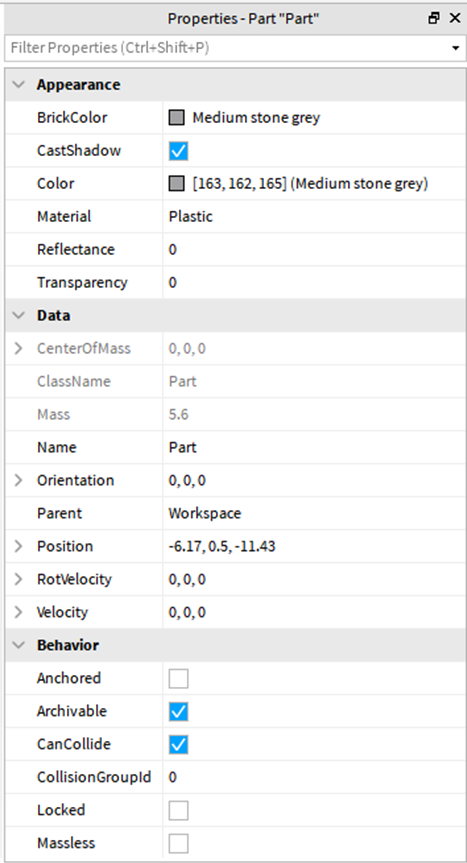 Properties - Part "Part"
Filter Properties (Ctrl+Shift+P)
Appearance
BrickColor Medium stone grey
CastShadow
Color [163, 162, 165] (Medium stone grey)
Material Plastic
Reflectance 0
Transparency 0
Data
CenterOfMass 0, 0, 0
ClassName Part
Mass 5.6
Name Part
Orientation 0, 0, 0
Parent Workspace
Position -6.17, 0.5, -11.43
RotVelocity 0, 0, 0
Velocity 0, 0, 0
Behavior
Anchored
Archivable
CanCollide
CollisionGroupId 0
Locked
Massless